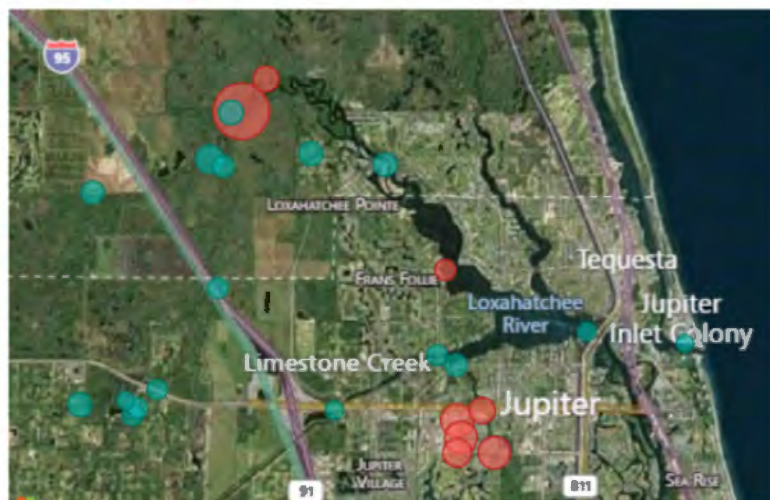 95
LOXAHATCHEE POINTE
Tequesta
FRANS FOLLIE
Loxahatchee
River
Jupiter
Inlet Colony
Limestone Creek
Jupiter
JUPITER
VILLAGE
91
811
SEA RISE